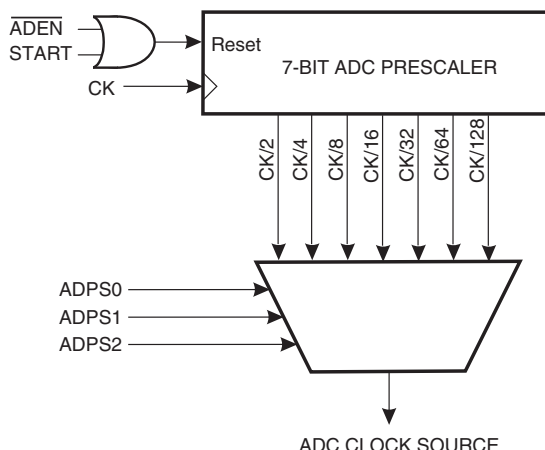 ADEN
START
Reset
7-BIT ADC PRESCALER
CK
CK/2
CK/4
CK/8
CK/16
CK/32
CK/64
CK/128
ADPS0
ADPS1
ADPS2
ADC CLOCK SOURCE